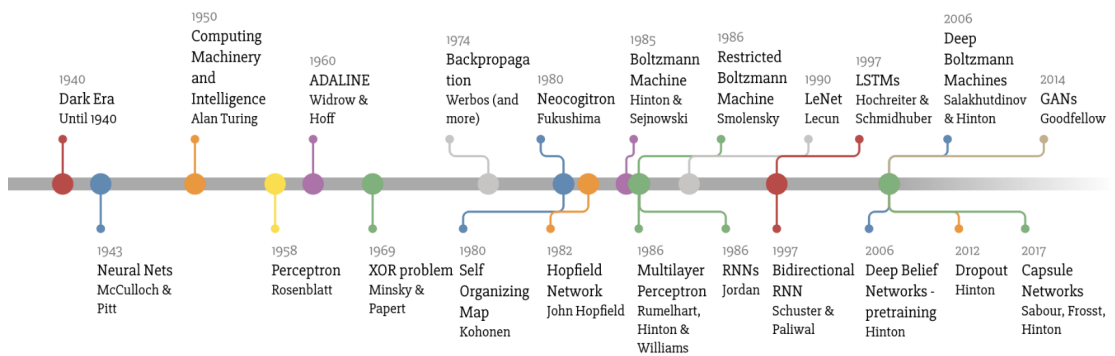 1940
Dark Era
Until 1940
1950
Computing
Machinery
and
Intelligence
Alan Turing
1960
ADALINE
Widrow &
Hoff
1974
Backpropaga
tion
Werbos (and
more)
1980
Neocogitron
Fukushima
1985
Boltzmann
Machine
Hinton &
Sejnowski
1986
Restricted
Boltzmann
Machine
Smolensky
1990
LeNet
Lecun
1997
LSTMs
Hochreiter &
Schmidhuber
2006
Deep
Boltzmann
Machines
Salakhutdinov
& Hinton
2014
GANs
Goodfellow
1943
Neural Nets
McCulloch &
Pitt
1958
Perceptron
Rosenblatt
1969
XOR problem
Minsky &
Papert
1980
Self
Organizing
Map
Kohonen
1982
Hopfield
Network
John Hopfield
1986
Multilayer
Perceptron
Rumelhart,
Hinton &
Williams
1986
RNNs
Jordan
1997
Bidirectional
RNN
Schuster &
Paliwal
2006
Deep Belief
Networks -
pretraining
Hinton
2012
Dropout
Hinton
2017
Capsule
Networks
Sabour, Frosst,
Hinton